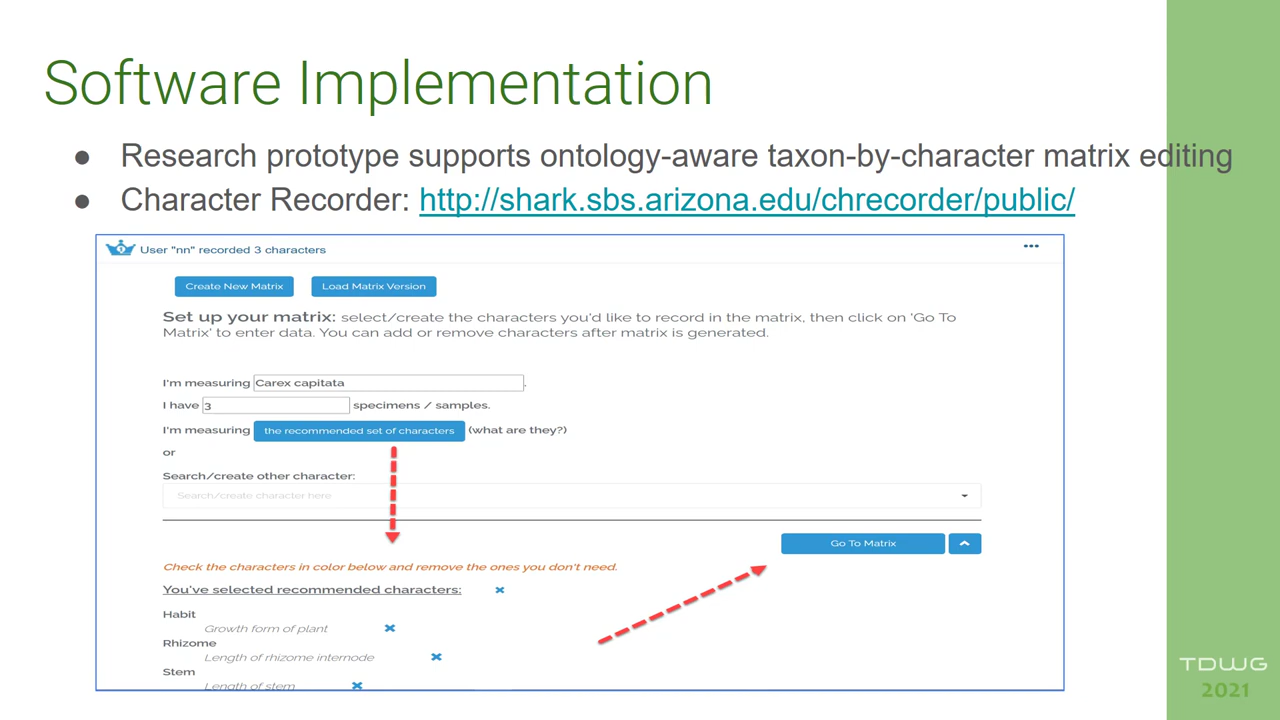 Software Implementation
● Research prototype supports ontology-aware taxon-by-character matrix editing
● Character Recorder: http://shark.sbs.arizona.edu/chrecorder/public/
User "nn" recorded 3 characters
Create New Matrix Load Matrix Version
Set up your matrix: select/create the characters you'd like to record in the matrix, then click on 'Go To
Matrix' to enter data. You can add or remove characters after matrix is generated.
I'm measuring Carex capitata.
I have 3 specimens / samples.
I'm measuring the recommended set of characters (what are they?)
or
Search/create other character:
Search/create character here
Go To Matrix
Check the characters in color below and remove the ones you don't need.
You've selected recommended characters:
Habit
Growth form of plant
Rhizome
Length of rhizome internode
Stem
Length of stem
TDWG
2021